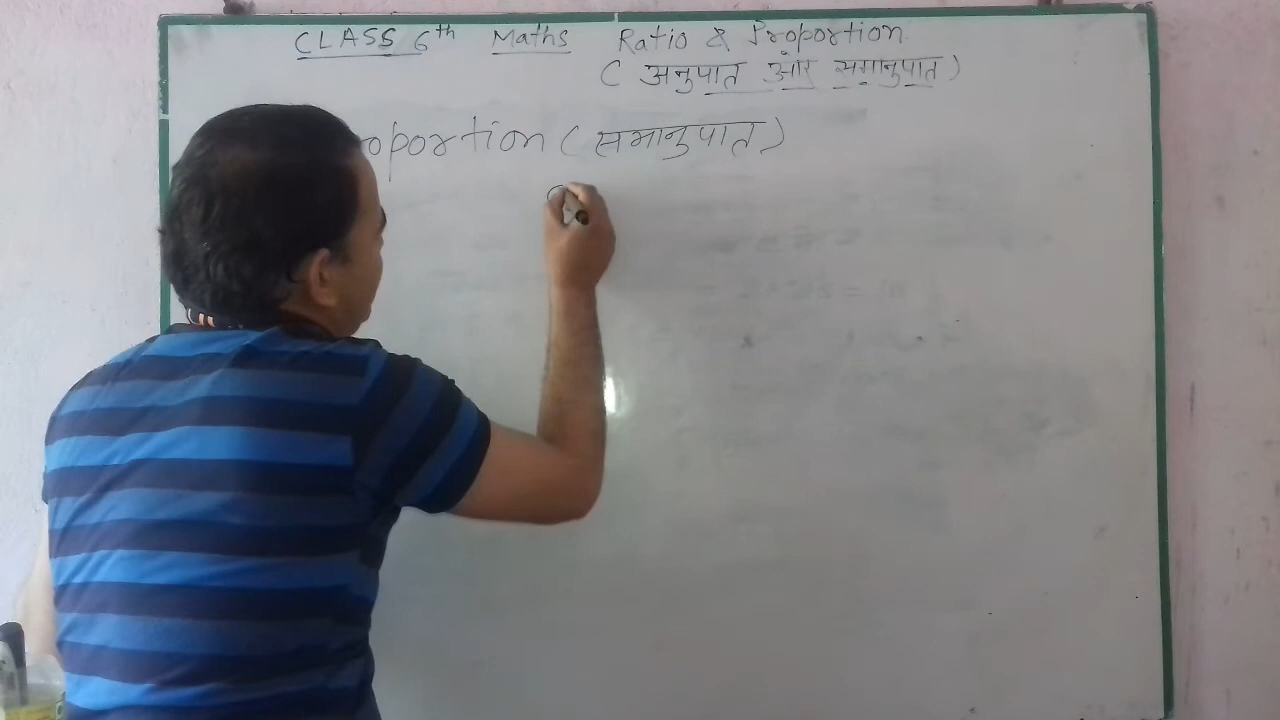 CLASS 6th Maths Ratio & Proportion
( अनुपात और समानुपात )
oportion ( समानुपात )